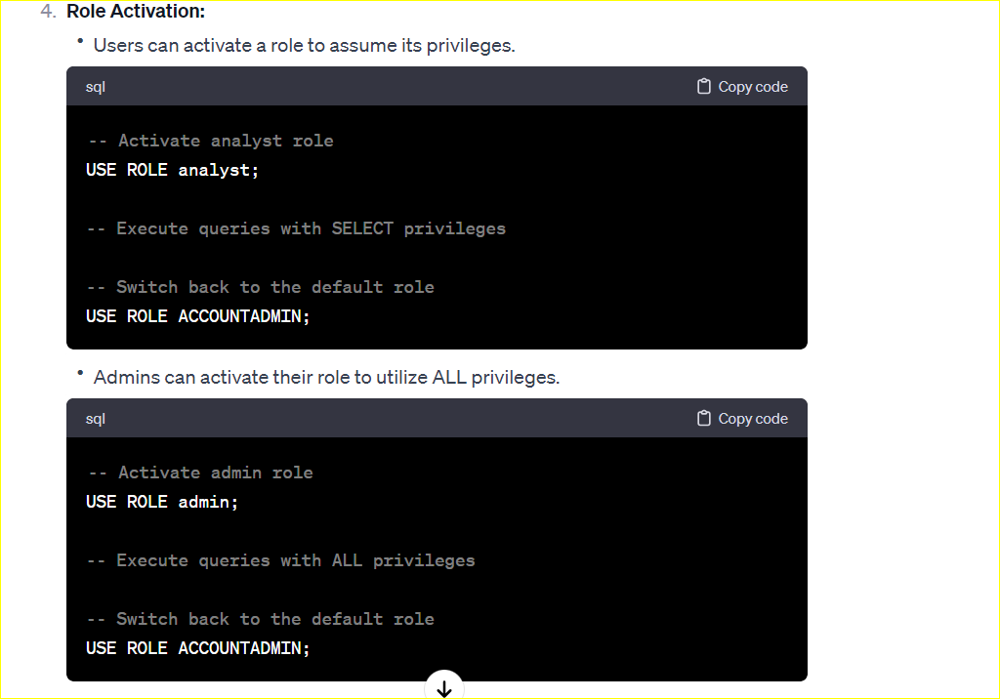 4. Role Activation:
• Users can activate a role to assume its privileges.
sql Copy code
-- Activate analyst role
USE ROLE analyst;
-- Execute queries with SELECT privileges
-- Switch back to the default role
USE ROLE ACCOUNTADMIN;
• Admins can activate their role to utilize ALL privileges.
sql Copy code
-- Activate admin role
USE ROLE admin;
-- Execute queries with ALL privileges
-- Switch back to the default role
USE ROLE ACCOUNTADMIN;